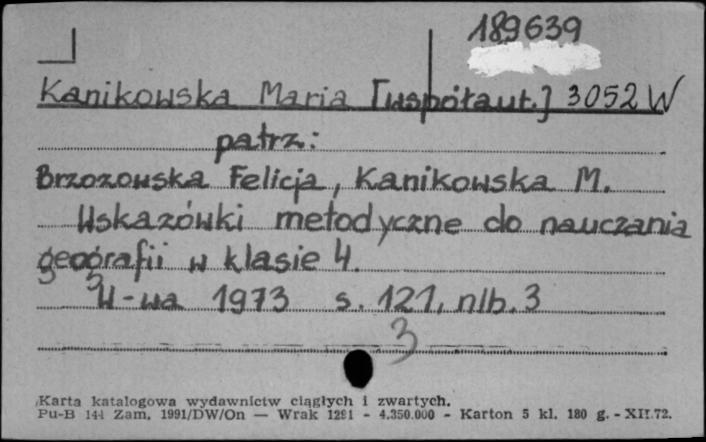 189639
Kanikowska Maria [współaut.] 3052 W
patrz:
Brzozowska Felicja, Kanikowska M.
Wskazówki metodyczne do nauczania
geografii w klasie 4.
W-wa 1973 s. 121, nlb. 3
3
Karta katalogowa wydawnictw ciągłych i zwartych.
Pu-B 144 Zam. 1991/DW/On — Wrak 1291 - 4.350.000 - Karton 5 kl. 180 g. - XII.72.